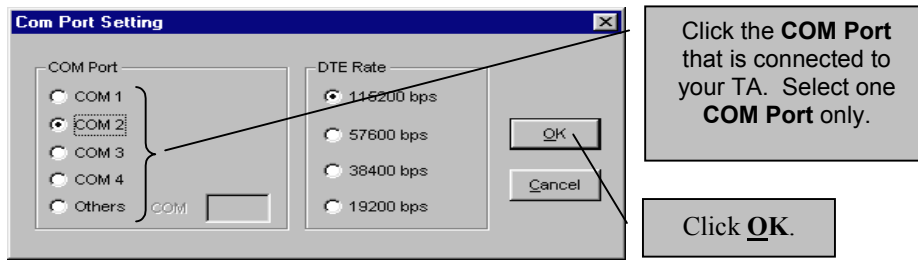 Com Port Setting
COM Port
COM 1
COM 2
COM 3
COM 4
Others COM
DTE Rate
115200 bps
57600 bps
38400 bps
19200 bps
OK
Cancel
Click the COM Port
that is connected to
your TA. Select one
COM Port only.
Click OK.